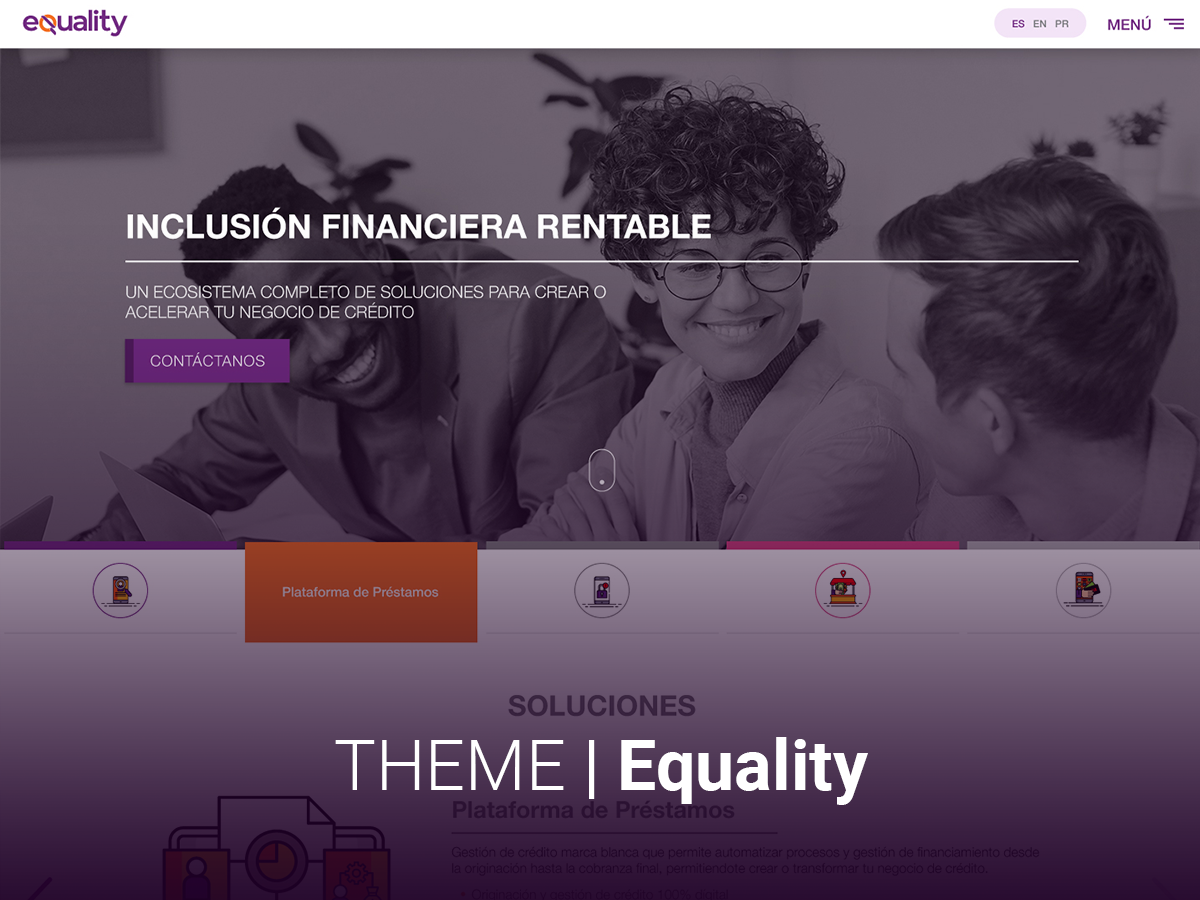 equality
ES EN PR
MENÚ
INCLUSIÓN FINANCIERA RENTABLE
UN ECOSISTEMA COMPLETO DE SOLUCIONES PARA CREAR O
ACELERAR TU NEGOCIO DE CRÉDITO
CONTÁCTANOS
Plataforma de Préstamos
SOLUCIONES
THEME | Equality
Plataforma de Préstamos
Gestión de crédito marca blanca que permite automatizar procesos y gestión de financiamiento desde
la originación hasta la cobranza final, permitiendote crear o transformar tu negocio de crédito.